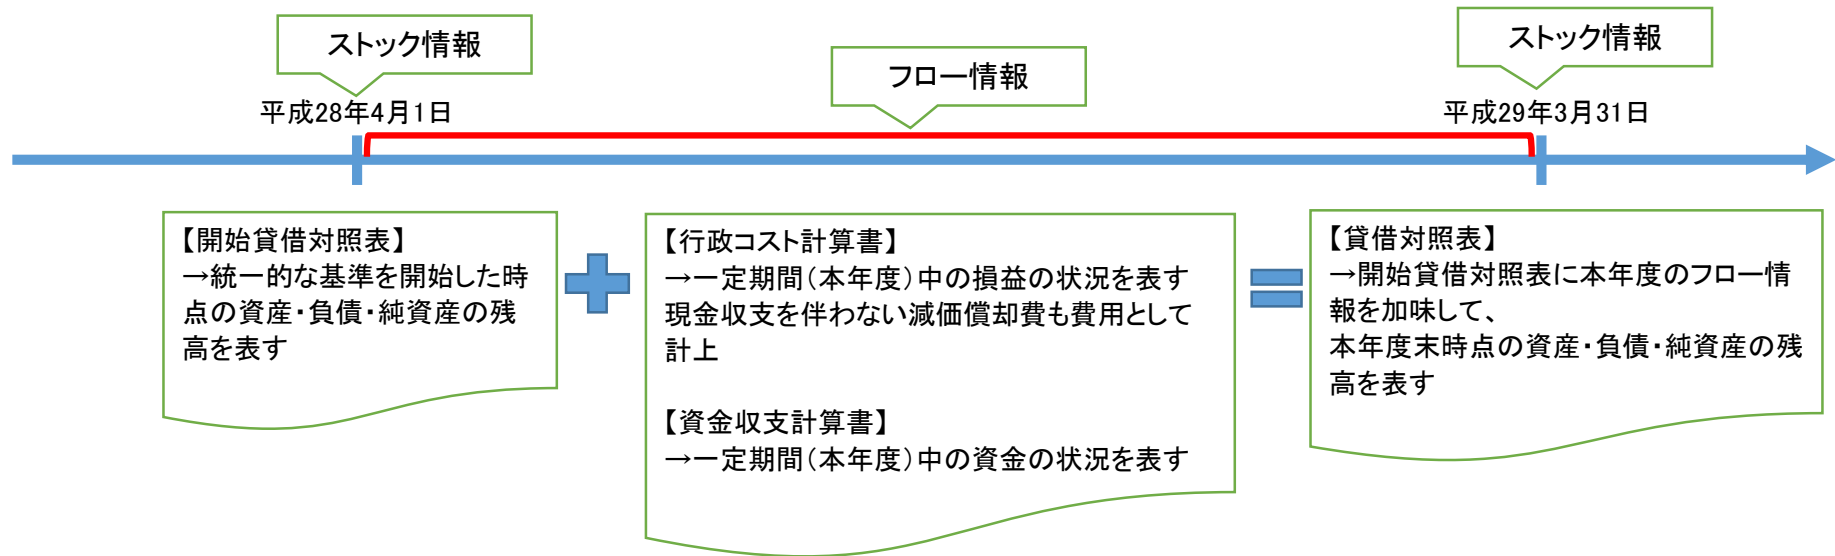 ストック情報
フロー情報
ストック情報
平成28年4月1日
平成29年3月31日
【開始貸借対照表】
→統一的な基準を開始した時
点の資産・負債・純資産の残
高を表す
【行政コスト計算書】
→一定期間（本年度）中の損益の状況を表す
現金収支を伴わない減価償却費も費用として
計上
【資金収支計算書】
→一定期間（本年度）中の資金の状況を表す
【貸借対照表】
→開始貸借対照表に本年度のフロー情
報を加味して、
本年度末時点の資産・負債・純資産の残
高を表す